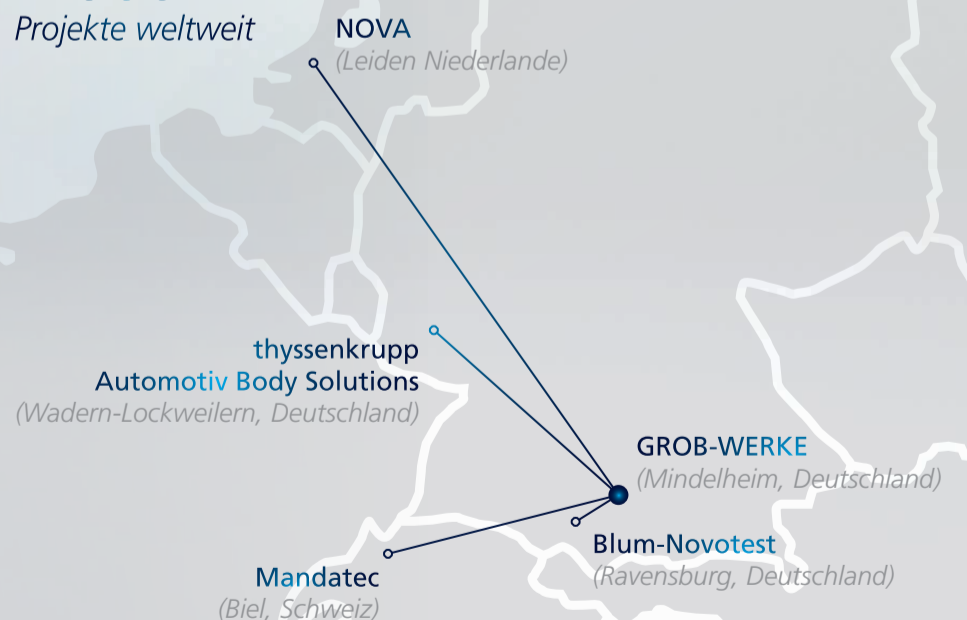 Projekte weltweit
NOVA
(Leiden Niederlande)
thyssenkrupp
Automotiv Body Solutions
(Wadern-Lockweilern, Deutschland)
GROB-WERKE
(Mindelheim, Deutschland)
Blum-Novotest
(Ravensburg, Deutschland)
Mandatec
(Biel, Schweiz)